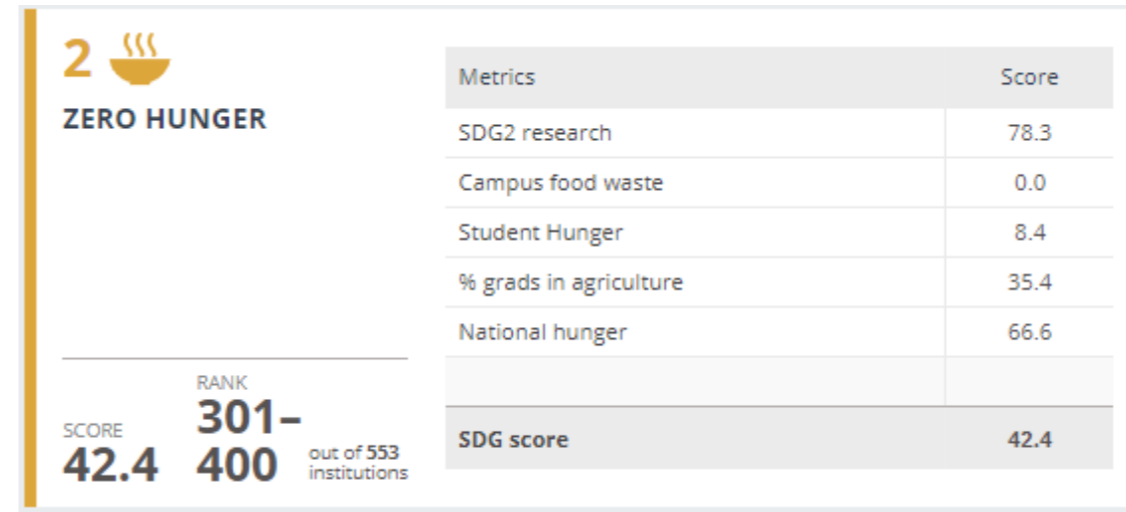 2
ZERO HUNGER
SCORE
42.4
RANK
301–
400
out of 553
institutions
Metrics Score
SDG2 research 78.3
Campus food waste 0.0
Student Hunger 8.4
% grads in agriculture 35.4
National hunger 66.6
SDG score 42.4